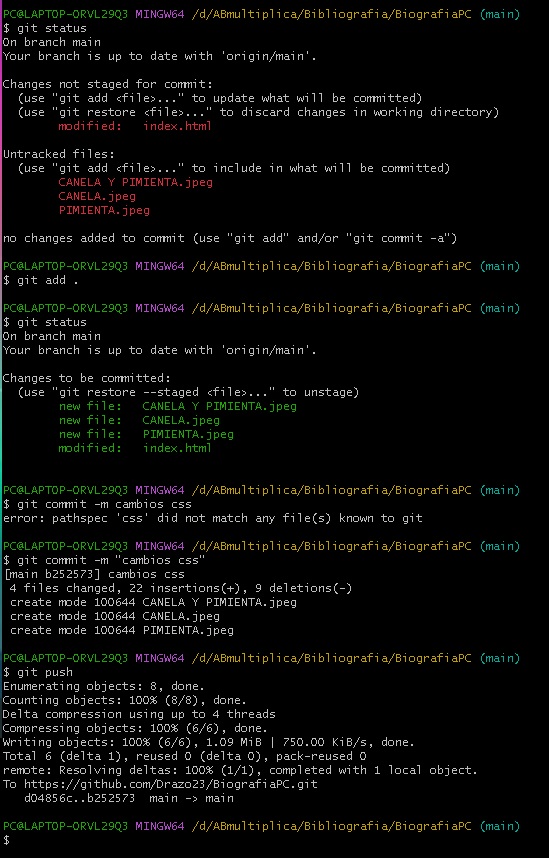 PC@LAPTOP-ORVL29Q3 MINGW64 /d/ABmultiplica/Bibliografia/BiografiaPC (main)
$ git status
On branch main
Your branch is up to date with 'origin/main'.

Changes not staged for commit:
  (use "git add <file>..." to update what will be committed)
  (use "git restore <file>..." to discard changes in working directory)
        modified:   index.html

Untracked files:
  (use "git add <file>..." to include in what will be committed)
        CANELA Y PIMIENTA.jpeg
        CANELA.jpeg
        PIMIENTA.jpeg

no changes added to commit (use "git add" and/or "git commit -a")

PC@LAPTOP-ORVL29Q3 MINGW64 /d/ABmultiplica/Bibliografia/BiografiaPC (main)
$ git add .

PC@LAPTOP-ORVL29Q3 MINGW64 /d/ABmultiplica/Bibliografia/BiografiaPC (main)
$ git status
On branch main
Your branch is up to date with 'origin/main'.

Changes to be committed:
  (use "git restore --staged <file>..." to unstage)
        new file:   CANELA Y PIMIENTA.jpeg
        new file:   CANELA.jpeg
        new file:   PIMIENTA.jpeg
        modified:   index.html


PC@LAPTOP-ORVL29Q3 MINGW64 /d/ABmultiplica/Bibliografia/BiografiaPC (main)
$ git commit -m cambios css
error: pathspec 'css' did not match any file(s) known to git

PC@LAPTOP-ORVL29Q3 MINGW64 /d/ABmultiplica/Bibliografia/BiografiaPC (main)
$ git commit -m "cambios css"
[main b252573] cambios css
 4 files changed, 22 insertions(+), 9 deletions(-)
 create mode 100644 CANELA Y PIMIENTA.jpeg
 create mode 100644 CANELA.jpeg
 create mode 100644 PIMIENTA.jpeg

PC@LAPTOP-ORVL29Q3 MINGW64 /d/ABmultiplica/Bibliografia/BiografiaPC (main)
$ git push
Enumerating objects: 8, done.
Counting objects: 100% (8/8), done.
Delta compression using up to 4 threads
Compressing objects: 100% (6/6), done.
Writing objects: 100% (6/6), 1.09 MiB | 750.00 KiB/s, done.
Total 6 (delta 1), reused 0 (delta 0), pack-reused 0
remote: Resolving deltas: 100% (1/1), completed with 1 local object.
To https://github.com/Drazo23/BiografiaPC.git
   d04856c..b252573  main -> main

PC@LAPTOP-ORVL29Q3 MINGW64 /d/ABmultiplica/Bibliografia/BiografiaPC (main)
$